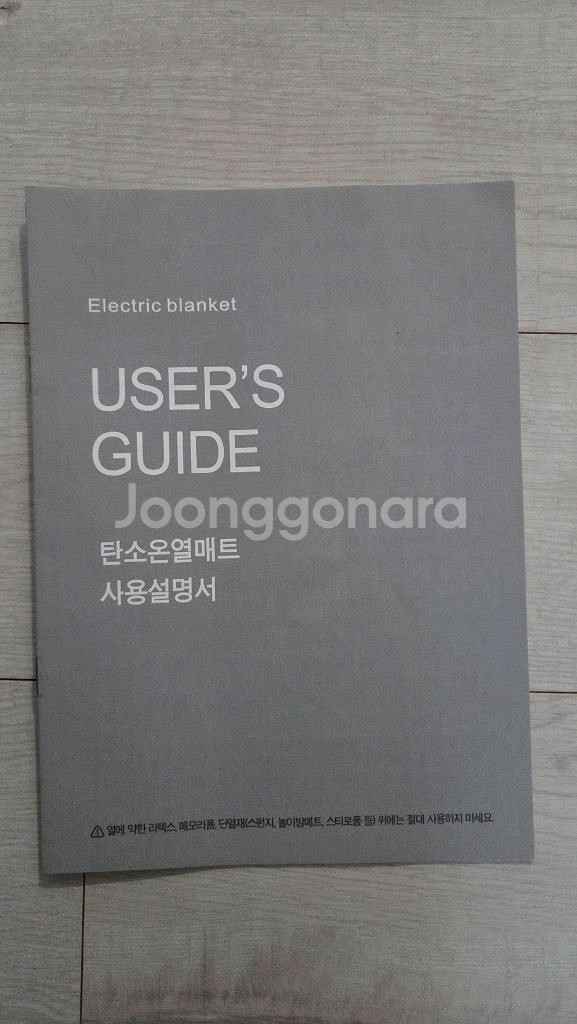 Electric blanket
USER'S
GUIDE
Joonggonara
탄소온열매트
사용설명서
⚠ 열에 약한 라텍스, 메모리폼, 단열재(스펀지, 놀이방메트, 스티로폼 등) 위에는 절대 사용하지 마세요.